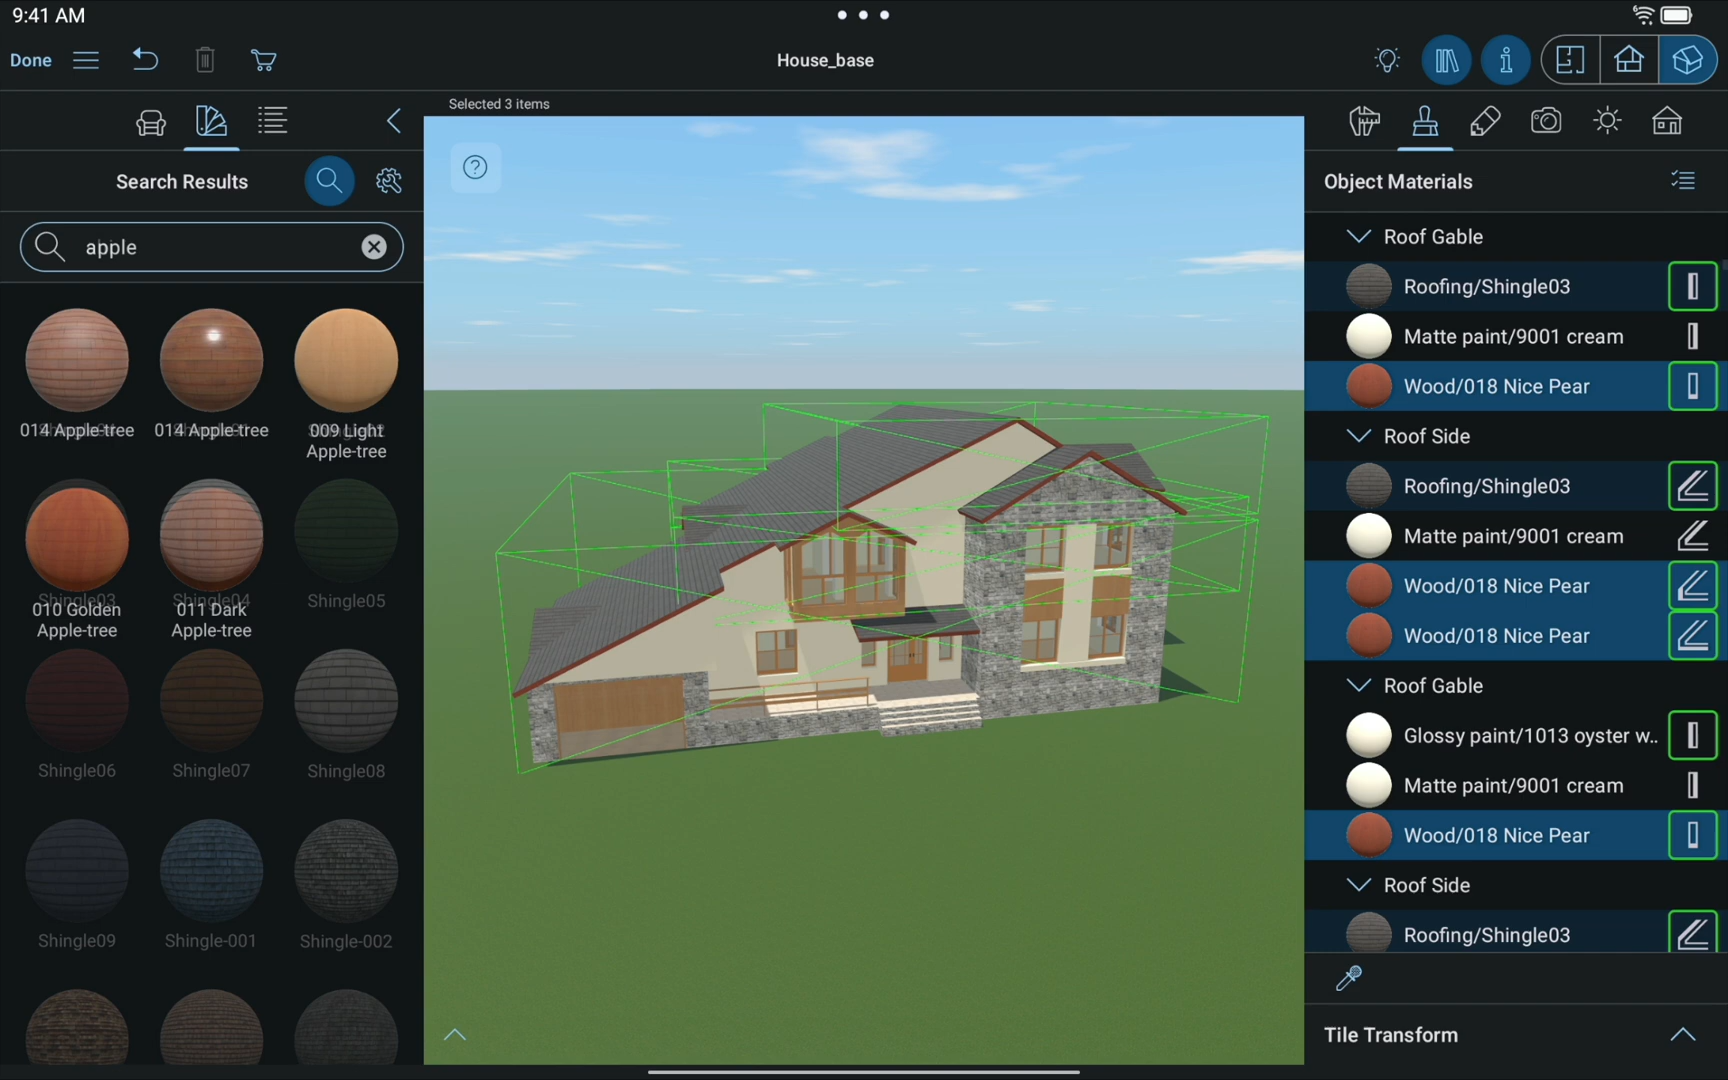 9:41 AM
Done
House_base
Selected 3 items
Search Results
apple
014 Apple-tree
014 Apple-tree
009 Light
Apple-tree
Shingle03
Shingle04
Shingle05
010 Golden
Apple-tree
011 Dark
Apple-tree
Shingle06
Shingle07
Shingle08
Shingle09
Shingle-001
Shingle-002
Object Materials
Roof Gable
Roofing/Shingle03
Matte paint/9001 cream
Wood/018 Nice Pear
Roof Side
Roofing/Shingle03
Matte paint/9001 cream
Wood/018 Nice Pear
Wood/018 Nice Pear
Roof Gable
Glossy paint/1013 oyster w..
Matte paint/9001 cream
Wood/018 Nice Pear
Roof Side
Roofing/Shingle03
Tile Transform